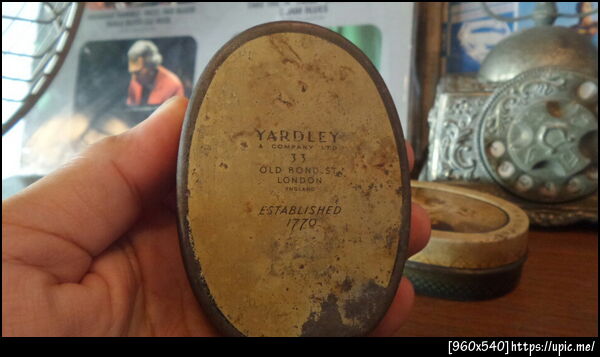 YARDLEY
& COMPANY LTD
33
OLD BOND ST.
LONDON
ENGLAND
ESTABLISHED
1770
[960x540]https://upic.me/